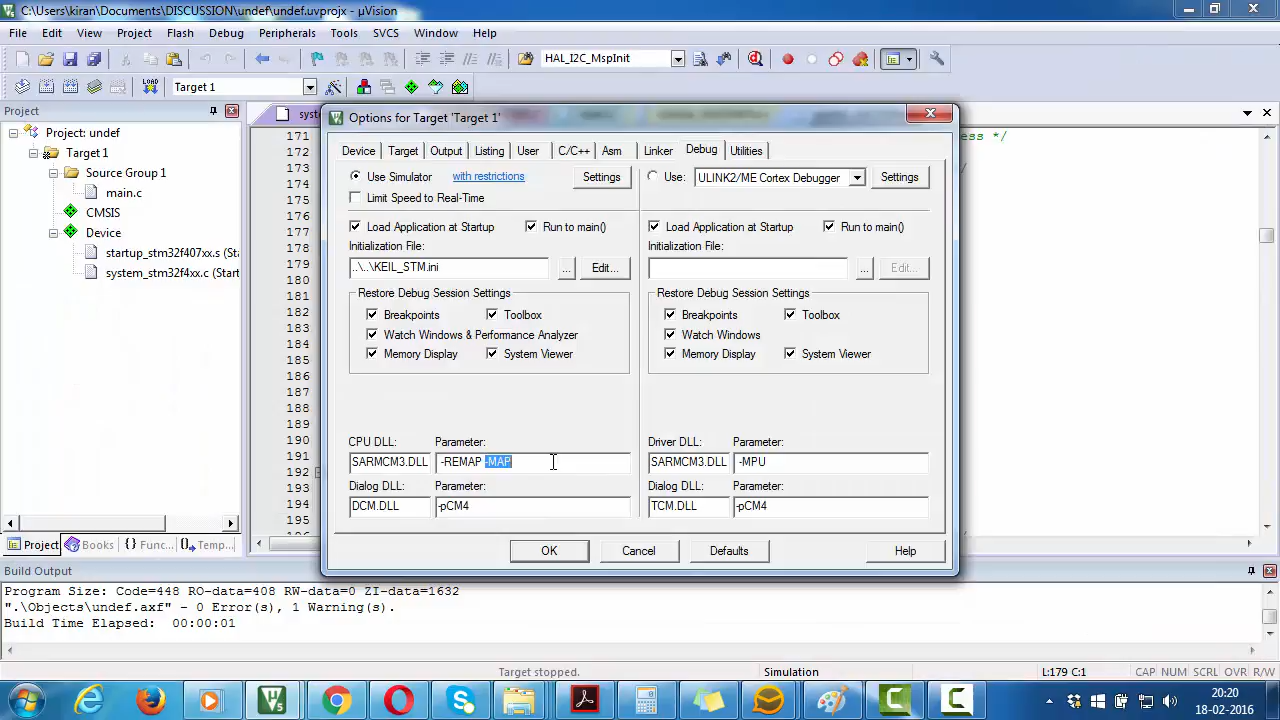 C:\Users\kiran\Documents\DISCUSSION\undef\undef.uvprojx - µVision
File Edit View Project Flash Debug Peripherals Tools SVCS Window Help
HAL_I2C_MspInit
LOAD Target 1
Project
Project: undef
Target 1
Source Group 1
main.c
CMSIS
Device
startup_stm32f407xx.s (Star
system_stm32f4xx.c (Startu
Project Books Func... Temp...
syst
171
172
173
174
175
176
177
178
179
180
181
182
183
184
185
186
187
188
189
190
191
192
193
194
195
ess */
Options for Target 'Target 1'
Device Target Output Listing User C/C++ Asm Linker Debug Utilities
Use Simulator with restrictions Settings
Limit Speed to Real-Time
Load Application at Startup Run to main()
Initialization File:
..\..\KEIL_STM.ini ... Edit...
Restore Debug Session Settings
Breakpoints Toolbox
Watch Windows & Performance Analyzer
Memory Display System Viewer
CPU DLL: Parameter:
SARMCM3.DLL -REMAP -MAP
Dialog DLL: Parameter:
DCM.DLL -pCM4
Use: ULINK2/ME Cortex Debugger Settings
Load Application at Startup Run to main()
Initialization File:
... Edit...
Restore Debug Session Settings
Breakpoints Toolbox
Watch Windows
Memory Display System Viewer
Driver DLL: Parameter:
SARMCM3.DLL -MPU
Dialog DLL: Parameter:
TCM.DLL -pCM4
OK Cancel Defaults Help
Build Output
Program Size: Code=448 RO-data=408 RW-data=0 ZI-data=1632
".\Objects\undef.axf" - 0 Error(s), 1 Warning(s).
Build Time Elapsed: 00:00:01
Target stopped. Simulation L:179 C:1 CAP NUM SCRL OVR R/W
20:20
18-02-2016